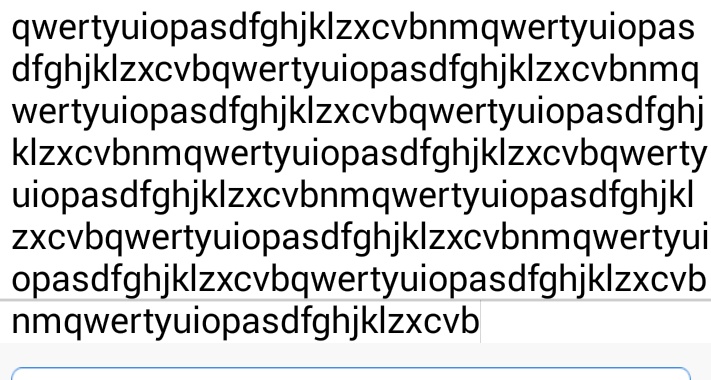 qwertyuiopasdfghjklzxcvbnmqwertyuiopas
dfghjklzxcvbqwertyuiopasdfghjklzxcvbnmq
wertyuiopasdfghjklzxcvbqwertyuiopasdfghj
klzxcvbnmqwertyuiopasdfghjklzxcvbqwerty
uiopasdfghjklzxcvbnmqwertyuiopasdfghjkl
zxcvbqwertyuiopasdfghjklzxcvbnmqwertyui
opasdfghjklzxcvbqwertyuiopasdfghjklzxcvb
nmqwertyuiopasdfghjklzxcvb